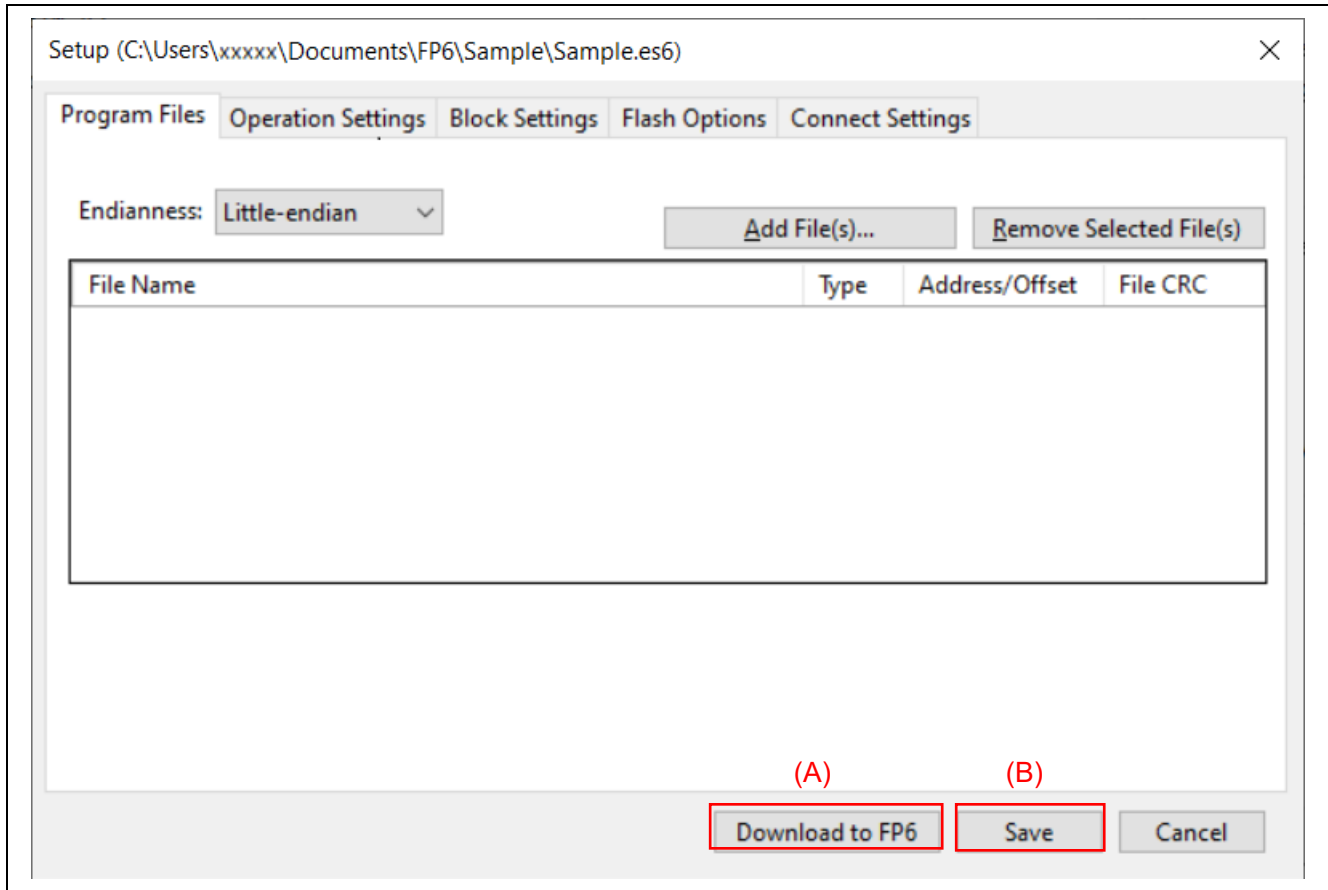 Setup (C:\Users\xxxxx\Documents\FP6\Sample\Sample.es6)
Program Files Operation Settings Block Settings Flash Options Connect Settings
Endianness: Little-endian
Add File(s)... Remove Selected File(s)
File Name Type Address/Offset File CRC
(A) (B)
Download to FP6 Save Cancel